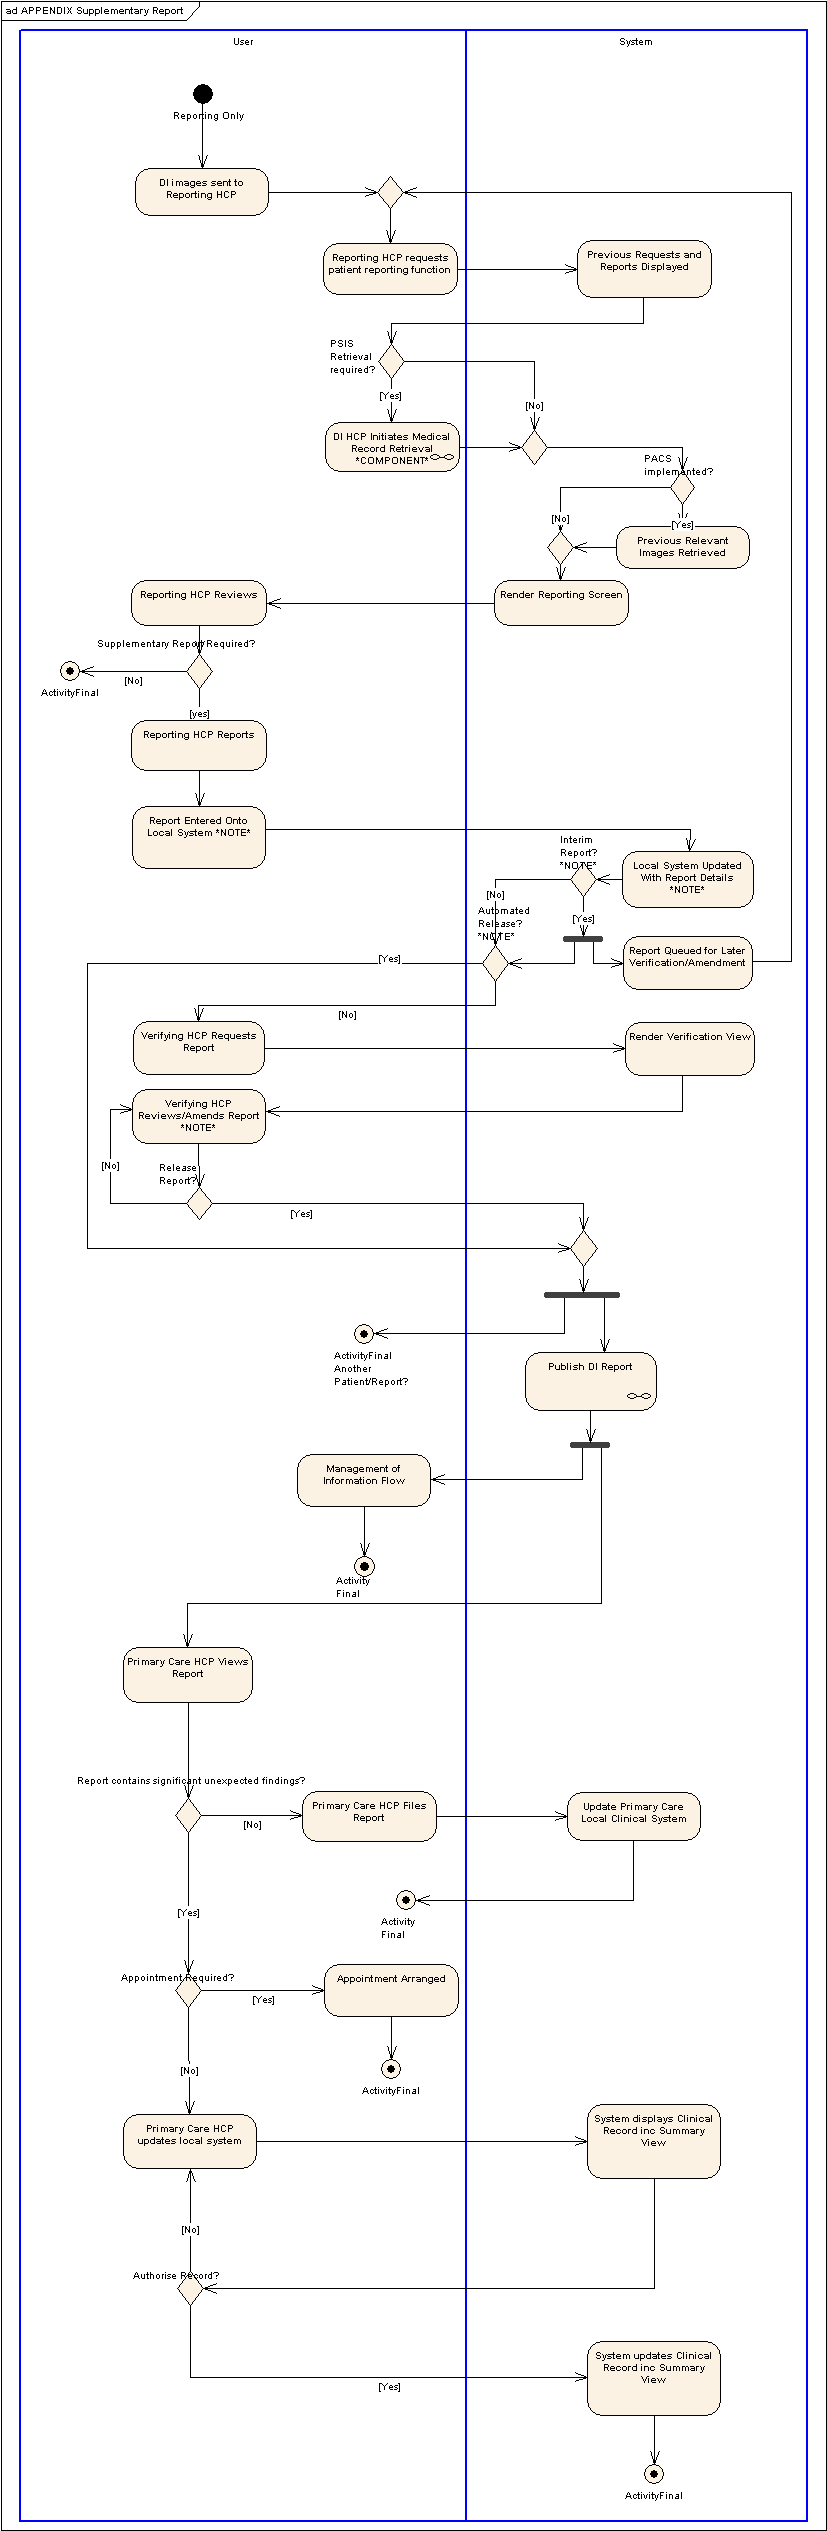 ad APPENDIX Supplementary Report
User
System
Reporting Only
DI images sent to
Reporting HCP
Reporting HCP requests
patient reporting function
Previous Requests and
Reports Displayed
PSIS
Retrieval
required?
[Yes]
[No]
DI HCP Initiates Medical
Record Retrieval
*COMPONENT*
PACS
implemented?
[No]
[Yes]
Previous Relevant
Images Retrieved
Reporting HCP Reviews
Render Reporting Screen
Supplementary Report Required?
[No]
ActivityFinal
[yes]
Reporting HCP Reports
Report Entered Onto
Local System *NOTE*
Interim
Report?
*NOTE*
Local System Updated
With Report Details
*NOTE*
[No]
Automated
Release?
*NOTE*
[Yes]
Report Queued for Later
Verification/Amendment
[Yes]
[No]
Verifying HCP Requests
Report
Render Verification View
Verifying HCP
Reviews/Amends Report
*NOTE*
[No]
Release
Report?
[Yes]
ActivityFinal
Another
Patient/Report?
Publish DI Report
Management of
Information Flow
Activity
Final
Primary Care HCP Views
Report
Report contains significant unexpected findings?
[No]
Primary Care HCP Files
Report
Update Primary Care
Local Clinical System
[Yes]
Activity
Final
Appointment Required?
[Yes]
Appointment Arranged
[No]
ActivityFinal
Primary Care HCP
updates local system
System displays Clinical
Record inc Summary
View
[No]
Authorise Record?
[Yes]
System updates Clinical
Record inc Summary
View
ActivityFinal